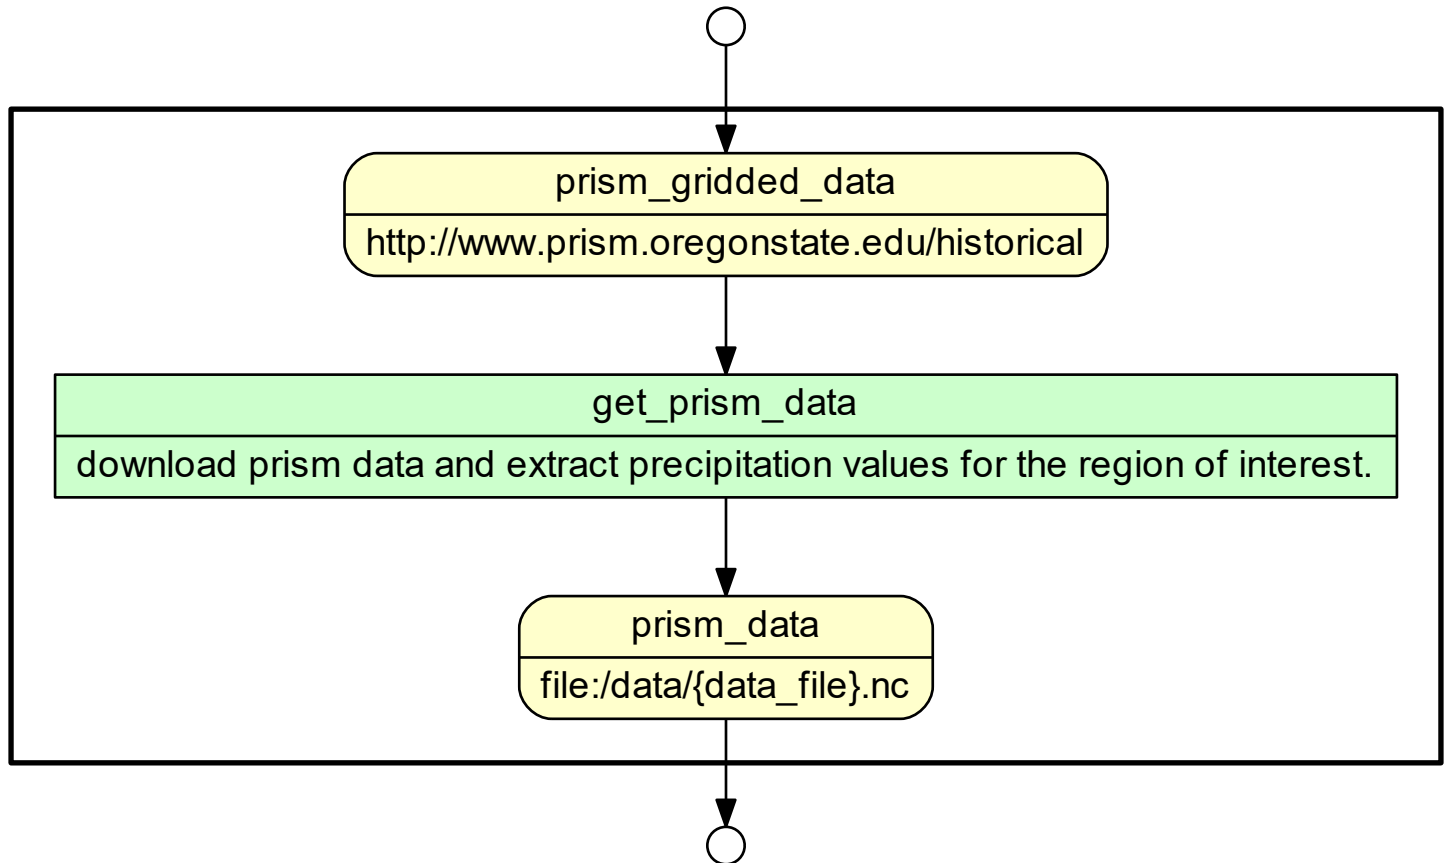 prism_gridded_data
http://www.prism.oregonstate.edu/historical
get_prism_data
download prism data and extract precipitation values for the region of interest.
prism_data
file:/data/{data_file}.nc